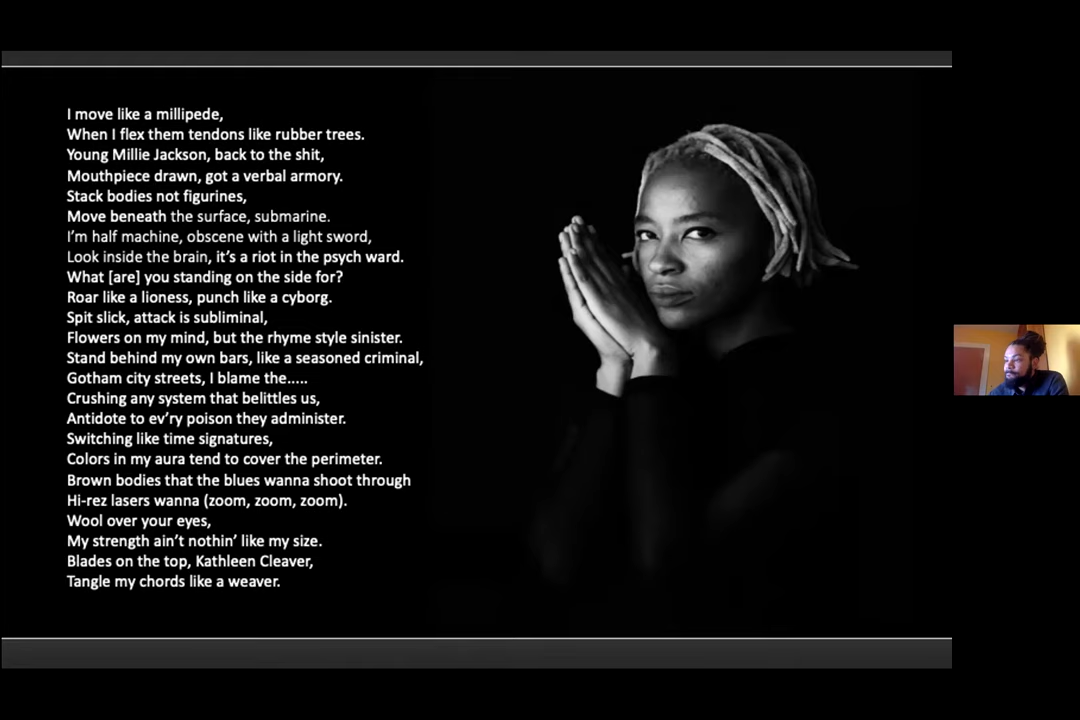 I move like a millipede,
When I flex them tendons like rubber trees.
Young Millie Jackson, back to the shit,
Mouthpiece drawn, got a verbal armory.
Stack bodies not figurines,
Move beneath the surface, submarine.
I'm half machine, obscene with a light sword,
Look inside the brain, it's a riot in the psych ward.
What [are] you standing on the side for?
Roar like a lioness, punch like a cyborg.
Spit slick, attack is subliminal,
Flowers on my mind, but the rhyme style sinister.
Stand behind my own bars, like a seasoned criminal,
Gotham city streets, I blame the.....
Crushing any system that belittles us,
Antidote to ev'ry poison they administer.
Switching like time signatures,
Colors in my aura tend to cover the perimeter.
Brown bodies that the blues wanna shoot through
Hi-rez lasers wanna (zoom, zoom, zoom).
Wool over your eyes,
My strength ain't nothin' like my size.
Blades on the top, Kathleen Cleaver,
Tangle my chords like a weaver.